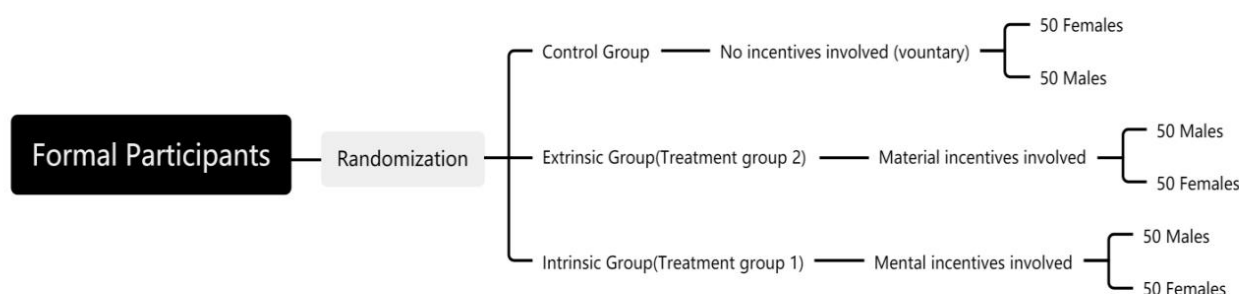 Formal Participants
Randomization
Control Group
No incentives involved (vountary)
50 Females
50 Males
Extrinsic Group(Treatment group 2)
Material incentives involved
50 Males
50 Females
Intrinsic Group(Treatment group 1)
Mental incentives involved
50 Males
50 Females